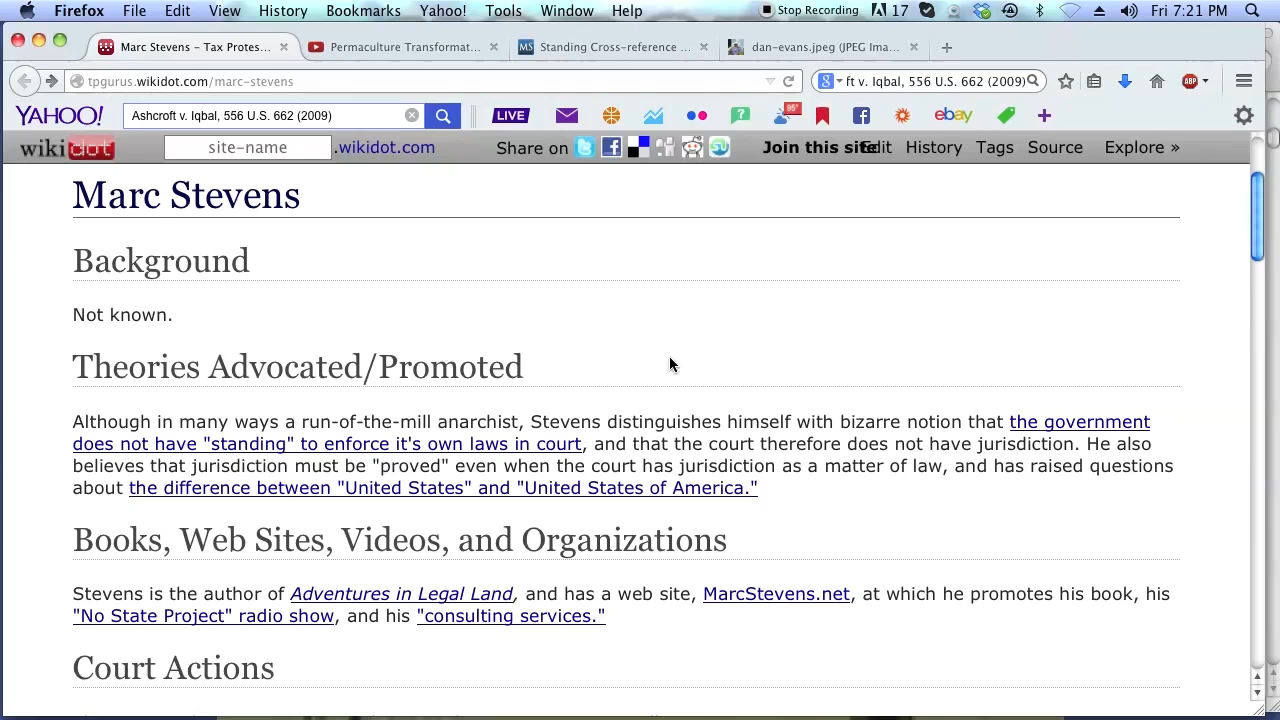 Firefox File Edit View History Bookmarks Yahoo! Tools Window Help Stop Recording 17 Fri 7:21 PM
Marc Stevens – Tax Protes... Permaculture Transformat... MS Standing Cross-reference ... dan-evans.jpeg (JPEG Ima...
tpgurus.wikidot.com/marc-stevens 8 ft v. Iqbal, 556 U.S. 662 (2009) ABP
YAHOO! Ashcroft v. Iqbal, 556 U.S. 662 (2009) LIVE 95° ebay
wikidot site-name .wikidot.com Share on Join this site Edit History Tags Source Explore »
Marc Stevens
Background
Not known.
Theories Advocated/Promoted
Although in many ways a run-of-the-mill anarchist, Stevens distinguishes himself with bizarre notion that the government
does not have "standing" to enforce it's own laws in court, and that the court therefore does not have jurisdiction. He also
believes that jurisdiction must be "proved" even when the court has jurisdiction as a matter of law, and has raised questions
about the difference between "United States" and "United States of America."
Books, Web Sites, Videos, and Organizations
Stevens is the author of Adventures in Legal Land, and has a web site, MarcStevens.net, at which he promotes his book, his
"No State Project" radio show, and his "consulting services."
Court Actions